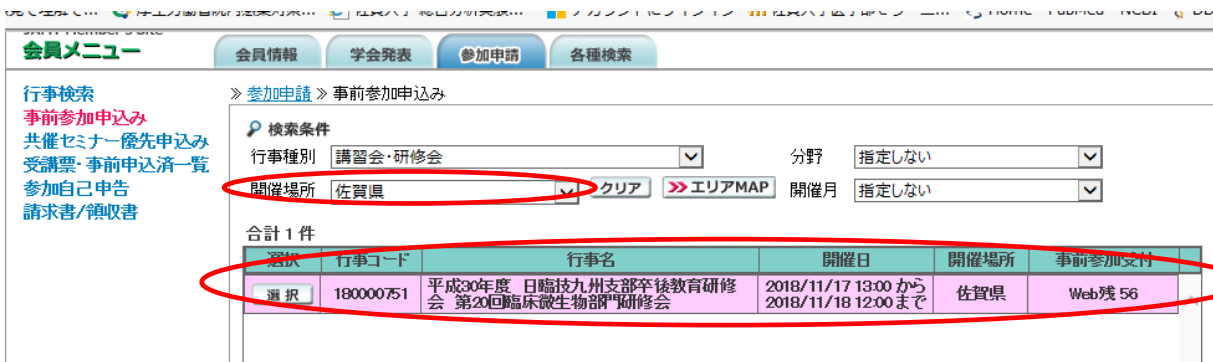 会員メニュー
会員情報 学会発表 参加申請 各種検索
行事検索
事前参加申込み
共催セミナー優先申込み
受講票・事前申込済一覧
参加自己申告
請求書/領収書
≫ 参加申請 ≫ 事前参加申込み
検索条件
行事種別 講習会・研修会 分野 指定しない
開催場所 佐賀県 クリア ≫ エリアMAP 開催月 指定しない
合計 1 件
選択 行事コード 行事名 開催日 開催場所 事前参加受付
選択 180000751 平成30年度 日臨技九州支部卒後教育研修 2018/11/17 13:00 から 佐賀県 Web残 56
会 第20回臨床微生物部門研修会 2018/11/18 12:00 まで